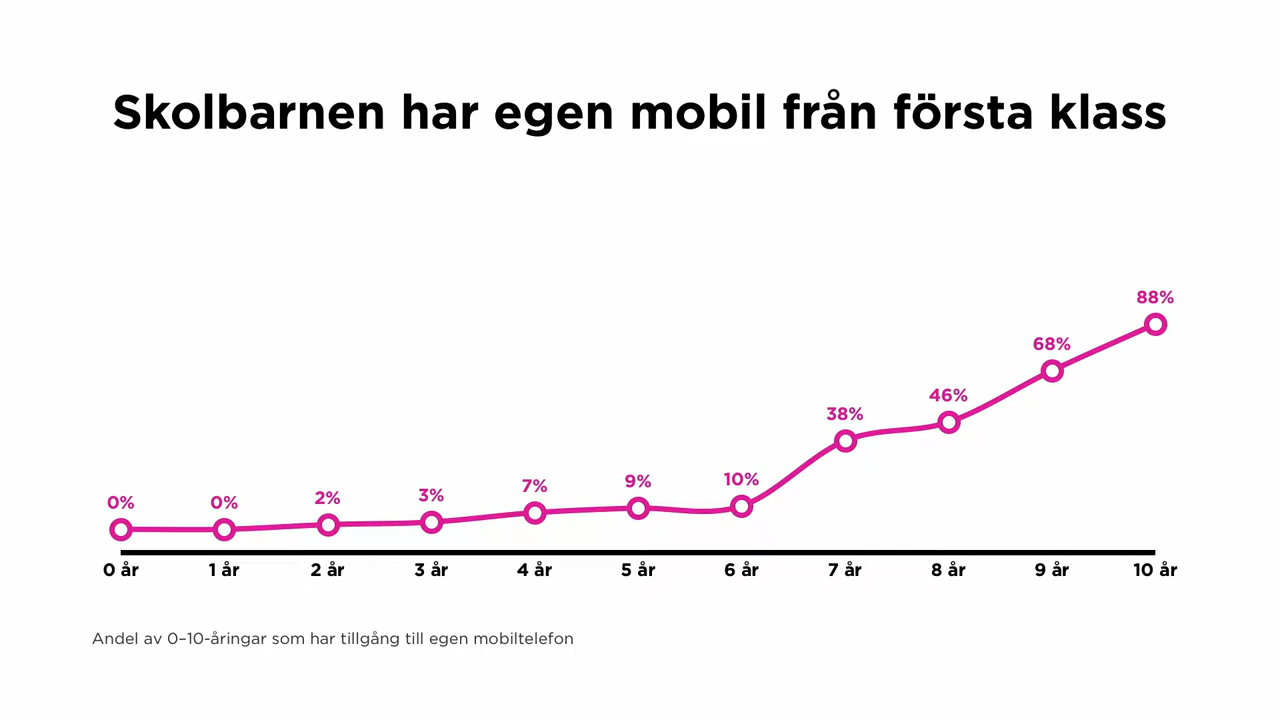 Skolbarnen har egen mobil från första klass
0%
0%
2%
3%
7%
9%
10%
38%
46%
68%
88%
0 år
1 år
2 år
3 år
4 år
5 år
6 år
7 år
8 år
9 år
10 år
Andel av 0–10-åringar som har tillgång till egen mobiltelefon